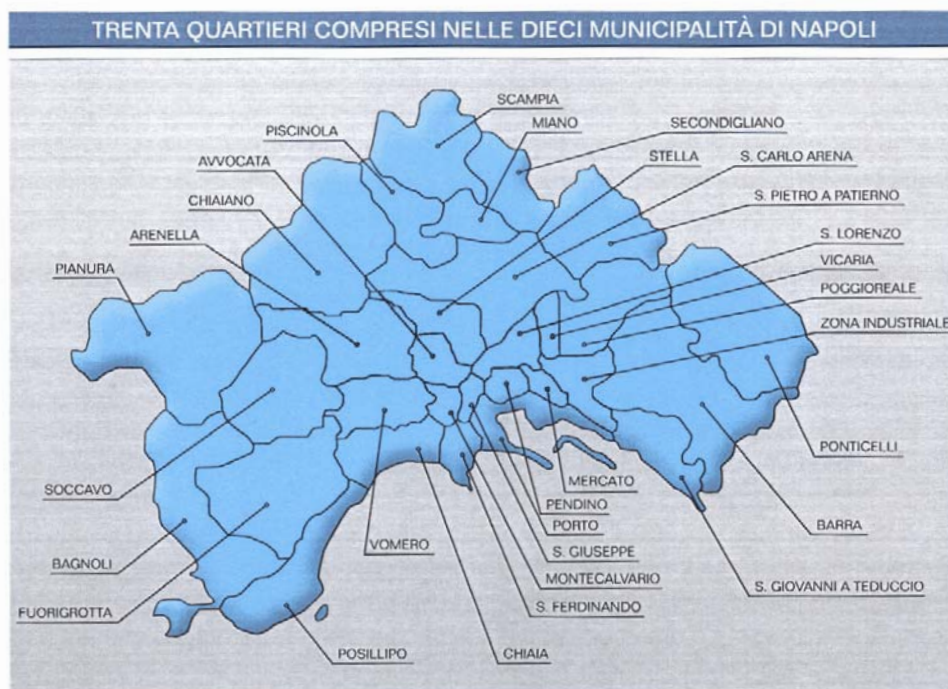 TRENTA QUARTIERI COMPRESI NELLE DIECI MUNICIPALITÀ DI NAPOLI
SCAMPIA
MIANO
PISCINOLA
SECONDIGLIANO
AVVOCATA
STELLA
S. CARLO ARENA
CHIAIANO
S. PIETRO A PATIERNO
ARENELLA
S. LORENZO
PIANURA
VICARIA
POGGIOREALE
ZONA INDUSTRIALE
PONTICELLI
SOCCAVO
MERCATO
PENDINO
PORTO
BARRA
VOMERO
S. GIUSEPPE
BAGNOLI
MONTECALVARIO
S. GIOVANNI A TEDUCCIO
FUORIGROTTA
S. FERDINANDO
POSILLIPO
CHIAIA